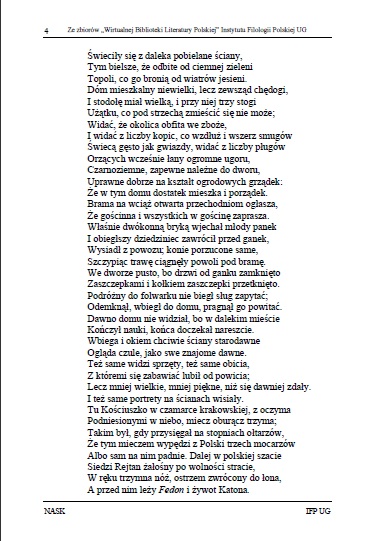 4 Ze zbiorów „Wirtualnej Biblioteki Literatury Polskiej” Instytutu Filologii Polskiej UG
Świeciły się z daleka pobielane ściany,
Tym bielsze, że odbite od ciemnej zieleni
Topoli, co go bronią od wiatrów jesieni.
Dóm mieszkalny niewielki, lecz zewsząd chędogi,
I stodołę miał wielką, i przy niej trzy stogi
Użątku, co pod strzechą zmieścić się nie może;
Widać, że okolica obfita we zboże,
I widać z liczby kopic, co wzdłuż i wszerz smugów
Świecą gęsto jak gwiazdy, widać z liczby pługów
Orzących wcześnie łany ogromne ugoru,
Czarnoziemne, zapewne należne do dworu,
Uprawne dobrze na kształt ogrodowych grządek:
Że w tym domu dostatek mieszka i porządek.
Brama na wciąż otwarta przechodniom ogłasza,
Że gościnna i wszystkich w gościnę zaprasza.
Właśnie dwókonną bryką wjechał młody panek
I obiegłszy dziedziniec zawrócił przed ganek,
Wysiadł z powozu; konie porzucone same,
Szczypiąc trawę ciągnęły powoli pod bramę.
We dworze pusto, bo drzwi od ganku zamknięto
Zaszczepkami i kołkiem zaszczepki przetknięto.
Podróżny do folwarku nie biegł sług zapytać;
Odemknął, wbiegł do domu, pragnął go powitać.
Dawno domu nie widział, bo w dalekim mieście
Kończył nauki, końca doczekał nareszcie.
Wbiega i okiem chciwie ściany starodawne
Ogląda czule, jako swe znajome dawne.
Też same widzi sprzęty, też same obicia,
Z któremi się zabawiać lubił od powicia;
Lecz mniej wielkie, mniej piękne, niż się dawniej zdały.
I też same portrety na ścianach wisiały.
Tu Kościuszko w czamarce krakowskiej, z oczyma
Podniesionymi w niebo, miecz oburącz trzyma;
Takim był, gdy przysięgał na stopniach ołtarzów,
Że tym mieczem wypędzi z Polski trzech mocarzów
Albo sam na nim padnie. Dalej w polskiej szacie
Siedzi Rejtan żałośny po wolności stracie,
W ręku trzymna nóż, ostrzem zwrócony do łona,
A przed nim leży Fedon i żywot Katona.
NASK IFP UG